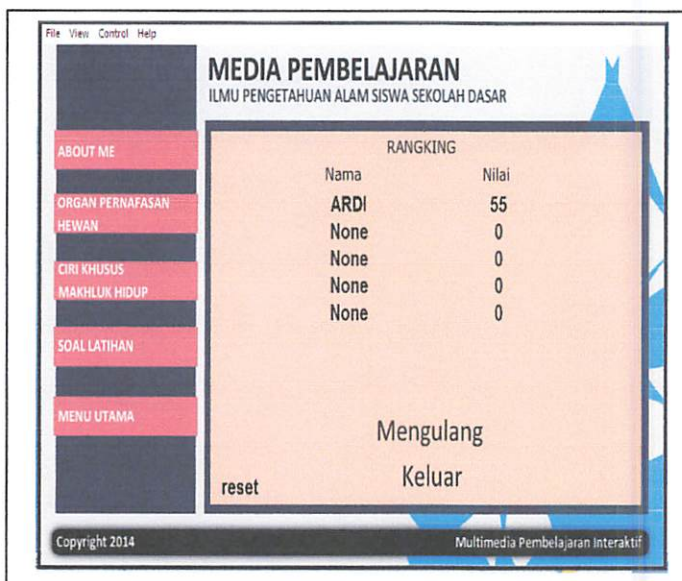 File View Control Help
MEDIA PEMBELAJARAN
ILMU PENGETAHUAN ALAM SISWA SEKOLAH DASAR
ABOUT ME
ORGAN PERNAFASAN
HEWAN
CIRI KHUSUS
MAKHLUK HIDUP
SOAL LATIHAN
MENU UTAMA
RANGKING
Nama Nilai
ARDI 55
None 0
None 0
None 0
None 0
Mengulang
Keluar
reset
Copyright 2014 Multimedia Pembelajaran Interaktif